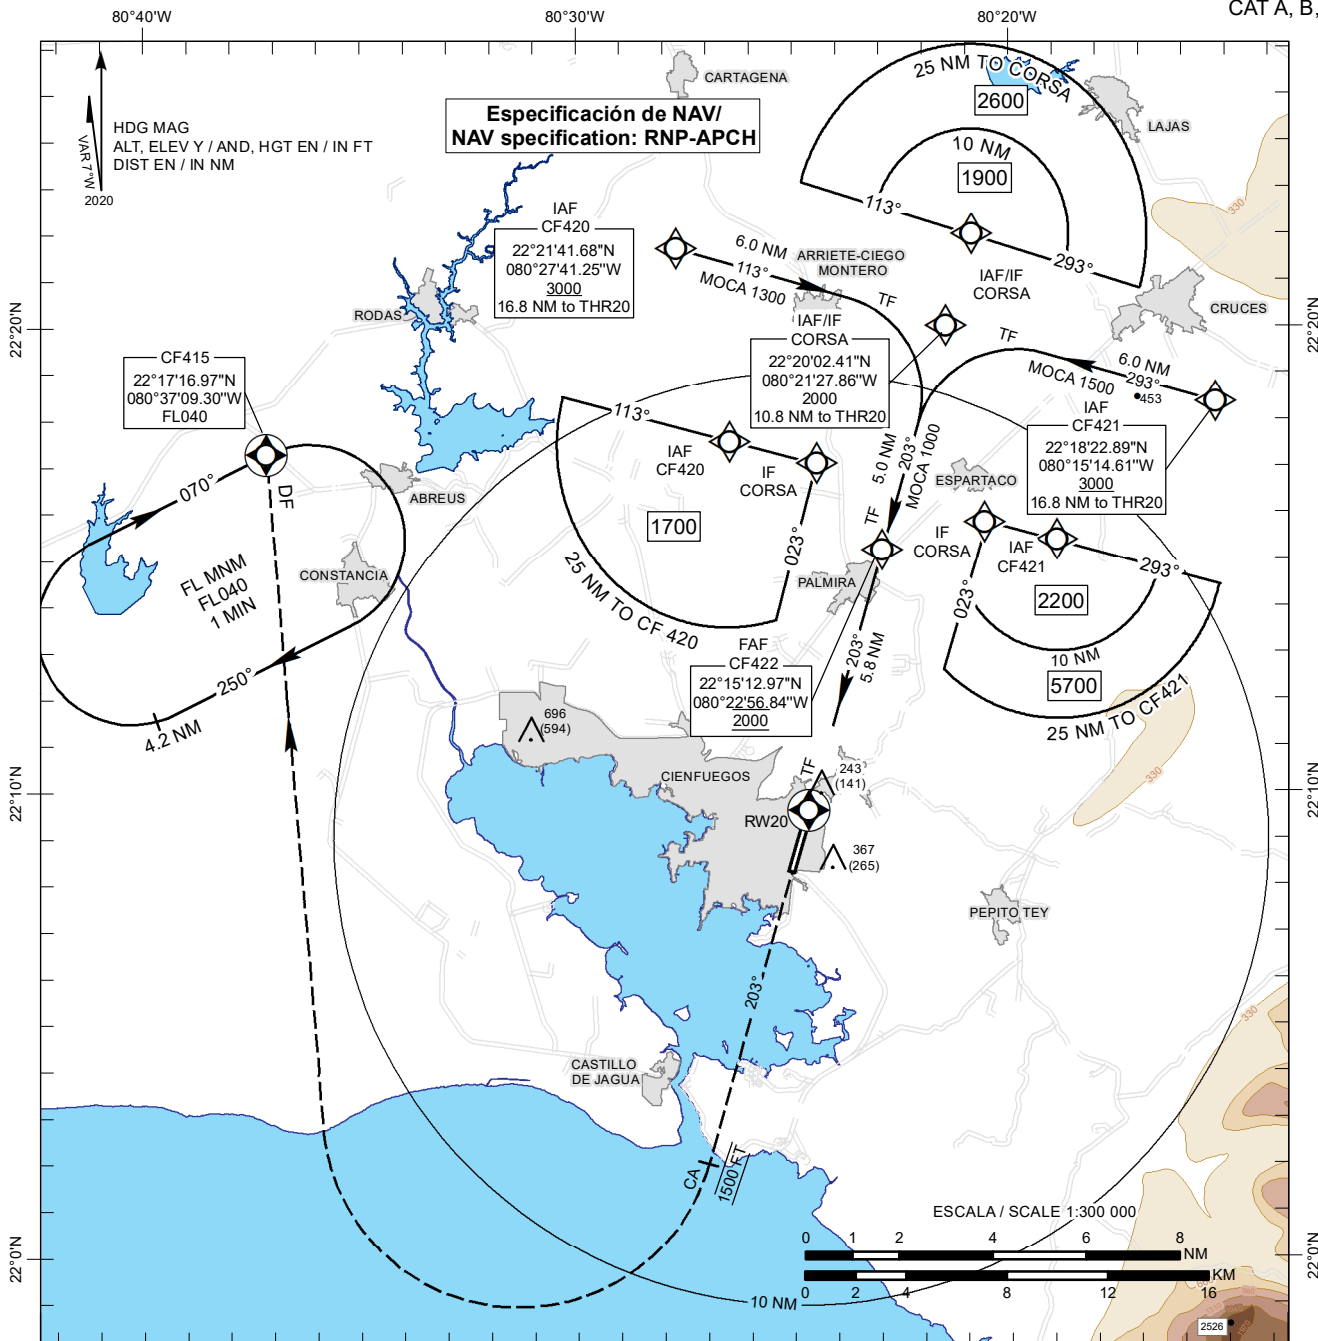 80°40'W
80°30'W
80°20'W
CAT A, B,
25 NM TO CORSA
2600
10 NM
1900
113°
293°
IAF/IF
CORSA
CARTAGENA
LAJAS
Especificación de NAV/
NAV specification: RNP-APCH
HDG MAG
ALT, ELEV Y / AND, HGT EN / IN FT
DIST EN / IN NM
VAR 7°W
2020
330
IAF
CF420
22°21'41.68"N
080°27'41.25"W
3000
16.8 NM to THR20
6.0 NM
113°
MOCA 1300
ARRIETE-CIEGO
MONTERO
TF
RODAS
CRUCES
22°20'N
22°20'N
IAF/IF
CORSA
22°20'02.41"N
080°21'27.86"W
2000
10.8 NM to THR20
TF
6.0 NM
293°
MOCA 1500
453
CF415
22°17'16.97"N
080°37'09.30"W
FL040
IAF
CF421
22°18'22.89"N
080°15'14.61"W
3000
16.8 NM to THR20
113°
IAF
CF420
IF
CORSA
1700
023°
25 NM TO CF 420
5.0 NM
203°
MOCA 1000
TF
ESPARTACO
IF
CORSA
IAF
CF421
293°
023°
2200
10 NM
5700
25 NM TO CF421
070°
DF
ABREUS
FL MNM
FL040
1 MIN
CONSTANCIA
250°
4.2 NM
PALMIRA
FAF
CF422
22°15'12.97"N
080°22'56.84"W
2000
203°
5.8 NM
330
696
(594)
CIENFUEGOS
TF
243
(141)
22°10'N
22°10'N
RW20
367
(265)
PEPITO TEY
203°
CASTILLO
DE JAGUA
330
CA
1500 FT
ESCALA / SCALE 1:300 000
0 1 2 4 6 8
NM
KM
0 2 4 8 12 16
22°0'N
22°0'N
10 NM
2526